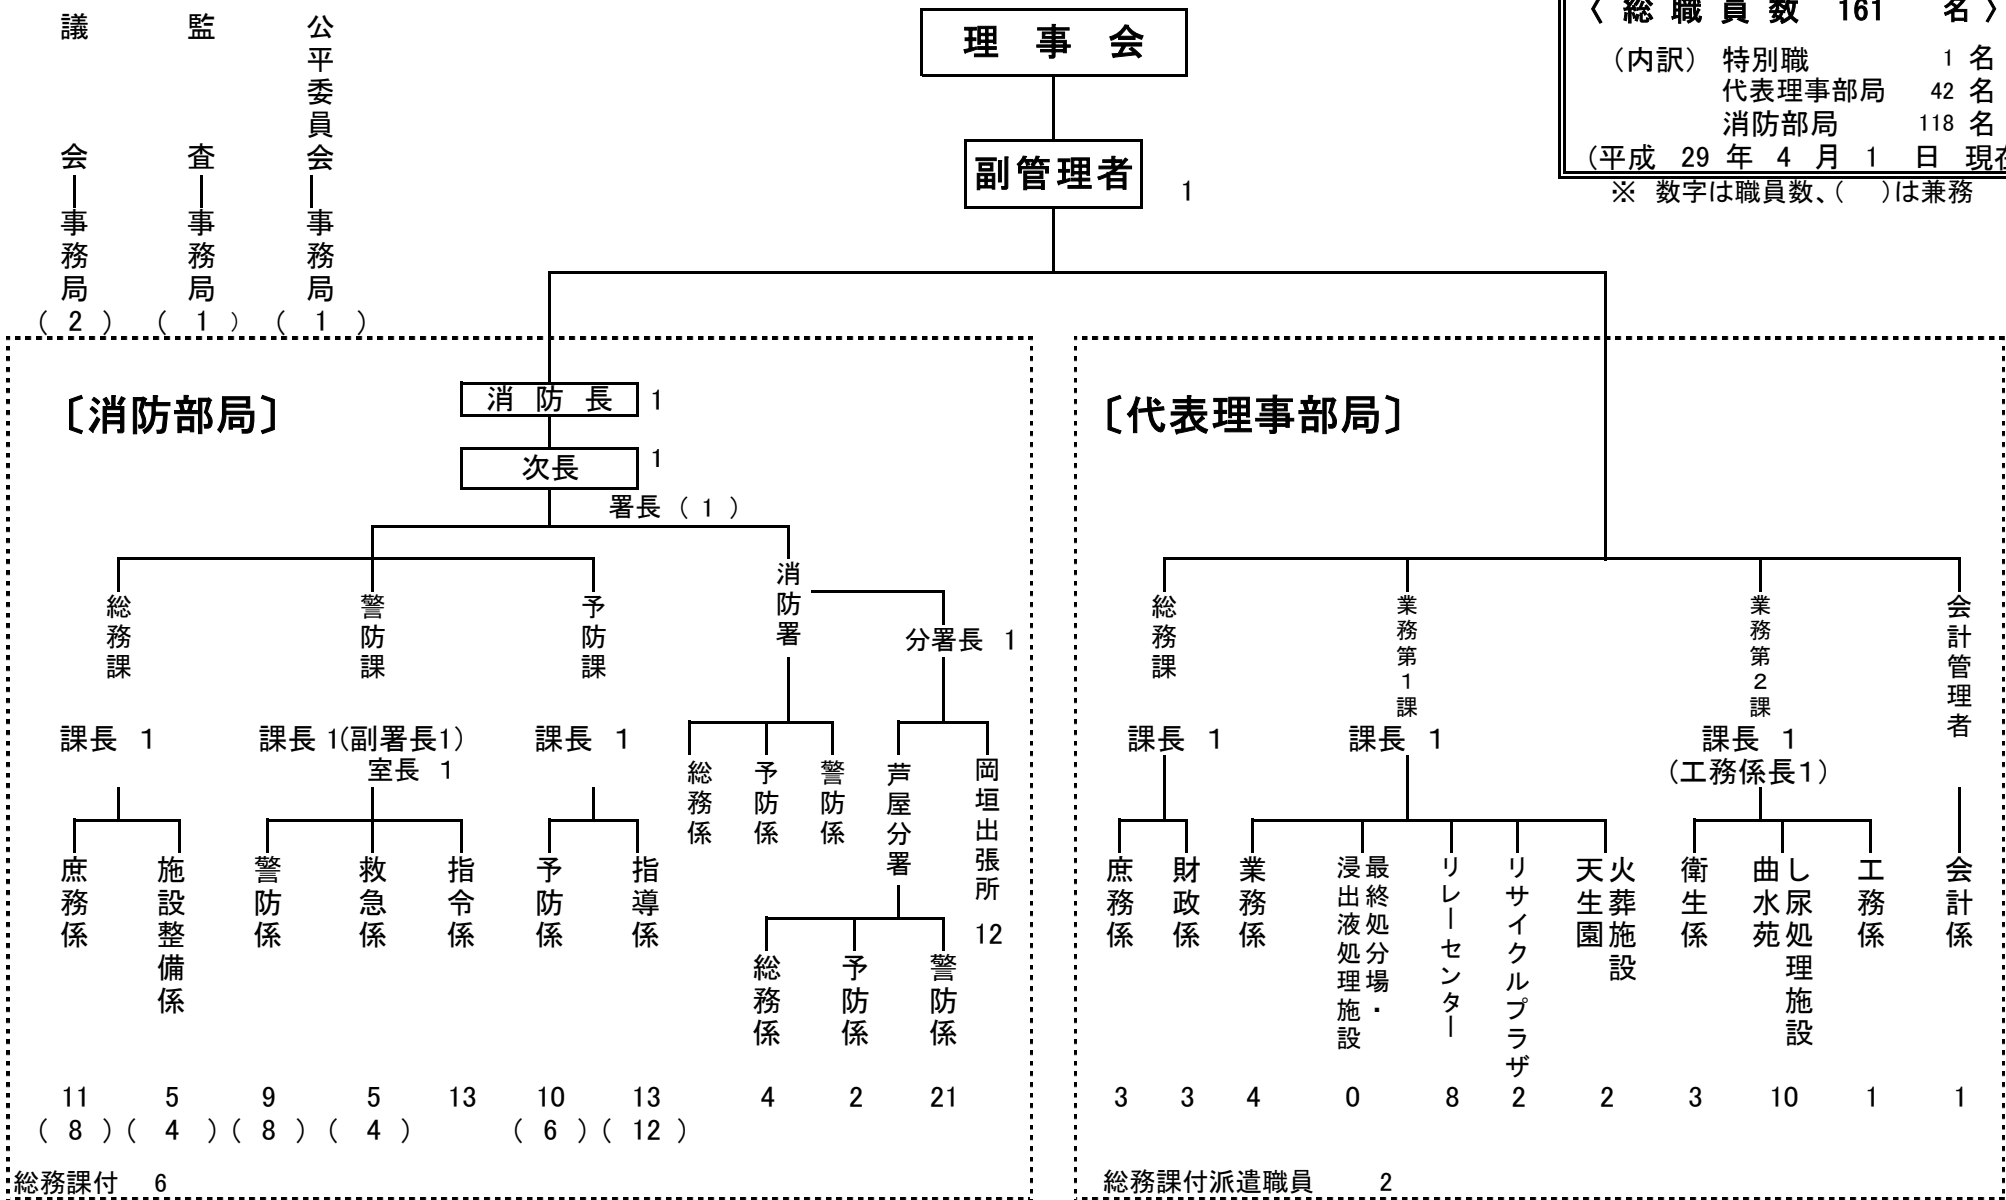 議会―事務局
( 2 )
監査―事務局
( 1 )
公平委員会―事務局
( 1 )
理事会
副管理者 1
〈 総職員数 161 名 〉
(内訳) 特別職 1 名
代表理事部局 42 名
消防部局 118 名
(平成 29 年 4 月 1 日 現在
※ 数字は職員数、( )は兼務
〔消防部局〕
消防長 1
次長 1
署長 ( 1 )
総務課
警防課
予防課
消防署
分署長 1
課長 1
課長 1(副署長1)
室長 1
課長 1
総務係
予防係
警防係
芦屋分署
岡垣出張所
12
庶務係
施設整備係
警防係
救急係
指令係
予防係
指導係
総務係
予防係
警防係
11 5 9 5 13 10 13 4 2 21
( 8 ) ( 4 ) ( 8 ) ( 4 ) ( 6 ) ( 12 )
総務課付 6
〔代表理事部局〕
総務課
業務第1課
業務第2課
会計管理者
課長 1
課長 1
課長 1
(工務係長1)
庶務係
財政係
業務係
最終処分場・
浸出液処理施設
リレーセンター
リサイクルプラザ
火葬施設
天生園
衛生係
し尿処理施設
曲水苑
工務係
会計係
3 3 4 0 8 2 2 3 10 1 1
総務課付派遣職員 2